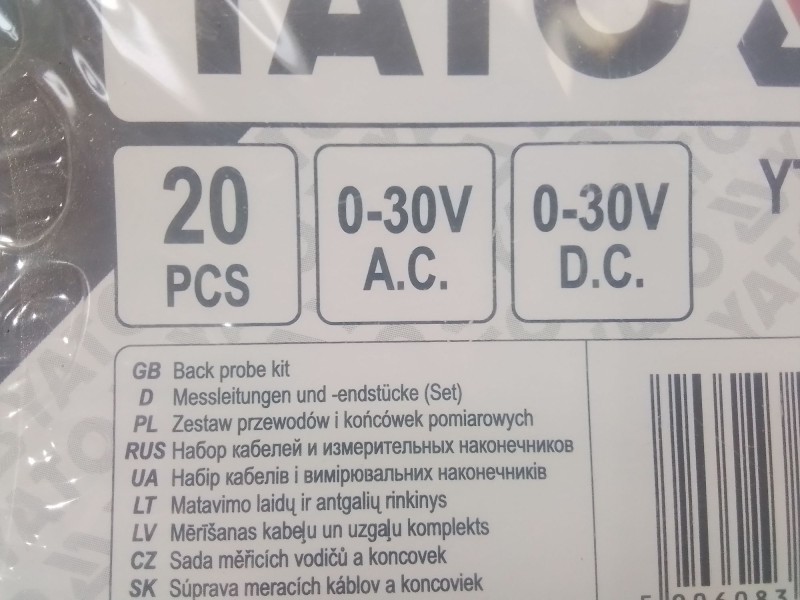 YATO
20
PCS
0-30V
A.C.
0-30V
D.C.
GB Back probe kit
D Messleitungen und -endstücke (Set)
PL Zestaw przewodów i końcówek pomiarowych
RUS Набор кабелей и измерительных наконечников
UA Набір кабелів і вимірювальних наконечників
LT Matavimo laidų ir antgalių rinkinys
LV Mērīšanas kabeļu un uzgaļu komplekts
CZ Sada měřicích vodičů a koncovek
SK Súprava meracích káblov a koncoviek